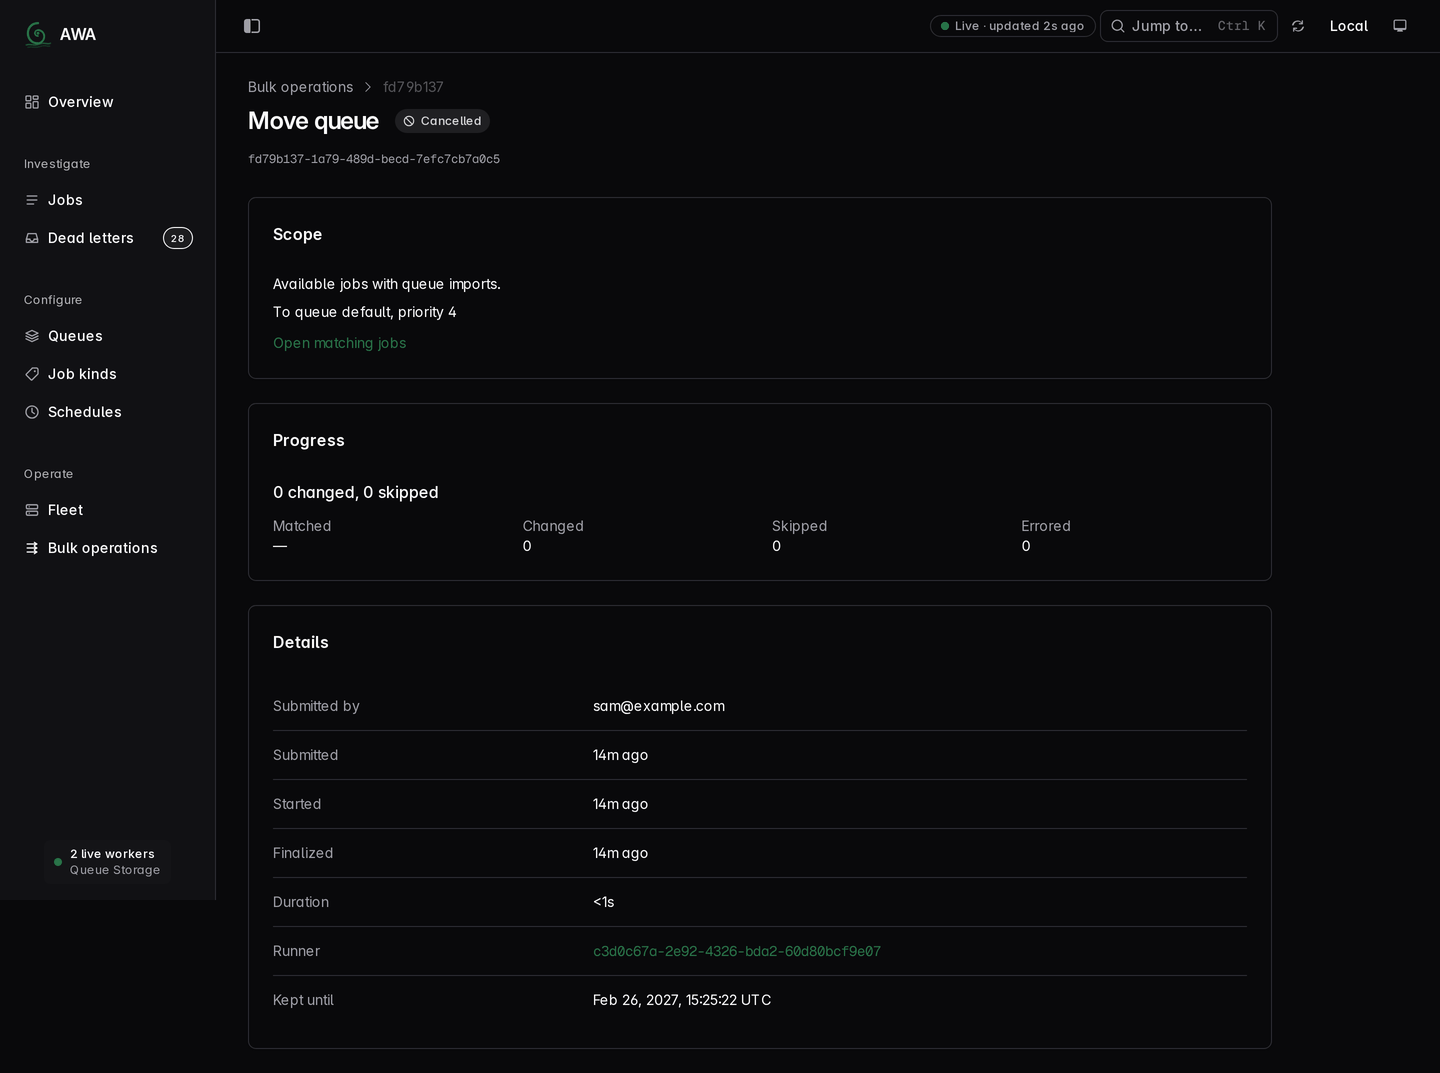 AWA
Overview
Investigate
Jobs
Dead letters 28
Configure
Queues
Job kinds
Schedules
Operate
Fleet
Bulk operations
2 live workers
Queue Storage
Live · updated 2s ago
Jump to... Ctrl K
Local
Bulk operations > fd79b137
Move queue
Cancelled
fd79b137-1a79-489d-becd-7efc7cb7a0c5
Scope
Available jobs with queue imports.
To queue default, priority 4
Open matching jobs
Progress
0 changed, 0 skipped
Matched Changed Skipped Errored
— 0 0 0
Details
Submitted by sam@example.com
Submitted 14m ago
Started 14m ago
Finalized 14m ago
Duration <1s
Runner c3d0c67a-2e92-4326-bda2-60d80bcf9e07
Kept until Feb 26, 2027, 15:25:22 UTC